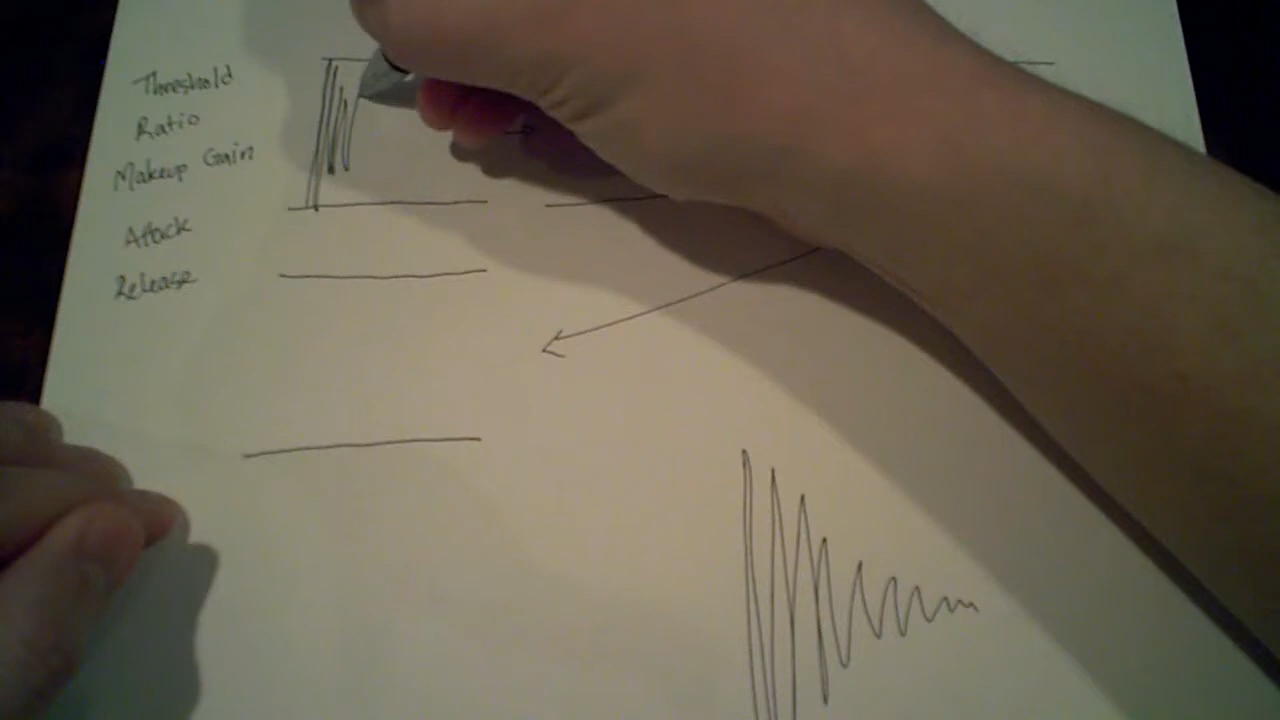 Threshold
Ratio
Makeup Gain
Attack
Release